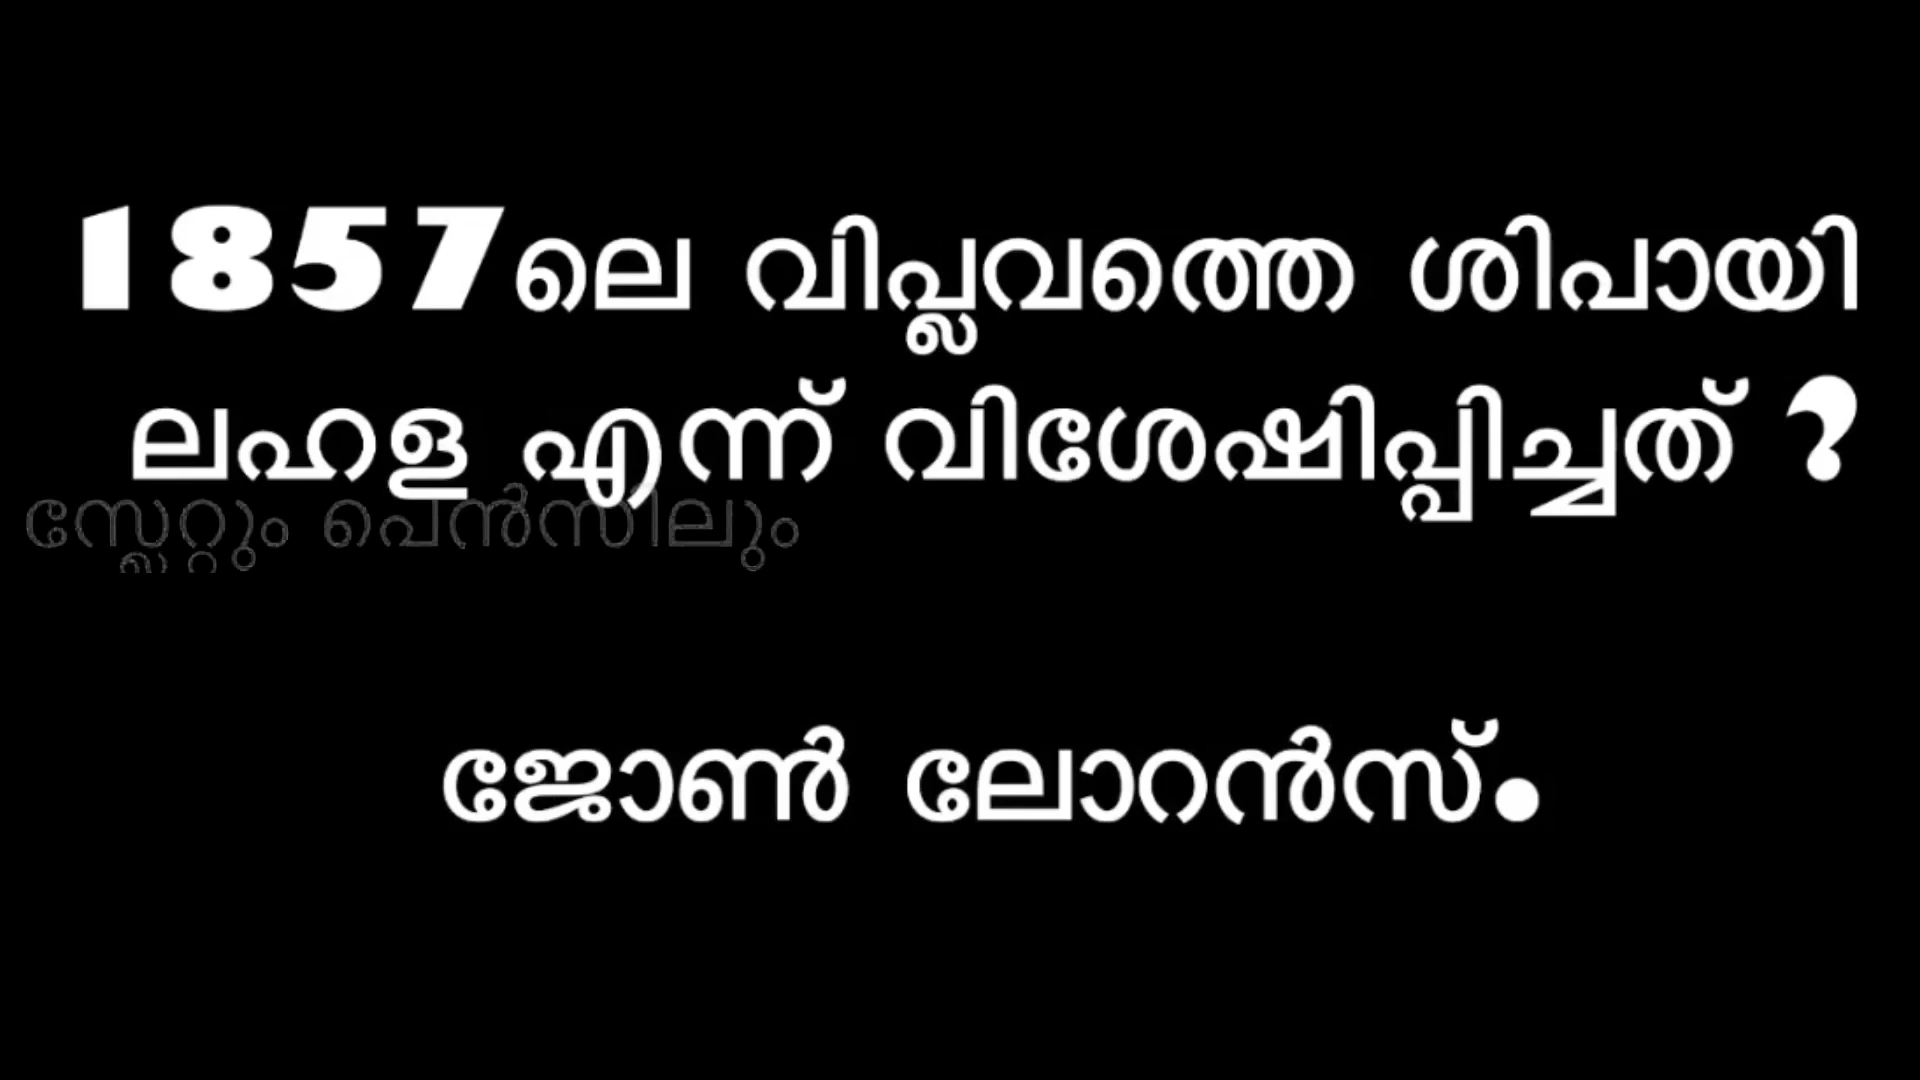 1857ലെ വിപ്ലവത്തെ ശിപായി
ലഹള എന്ന് വിശേഷിപ്പിച്ചത് ?
സ്ലേറ്റും പെൻസിലും
ജോൺ ലോറൻസ്.